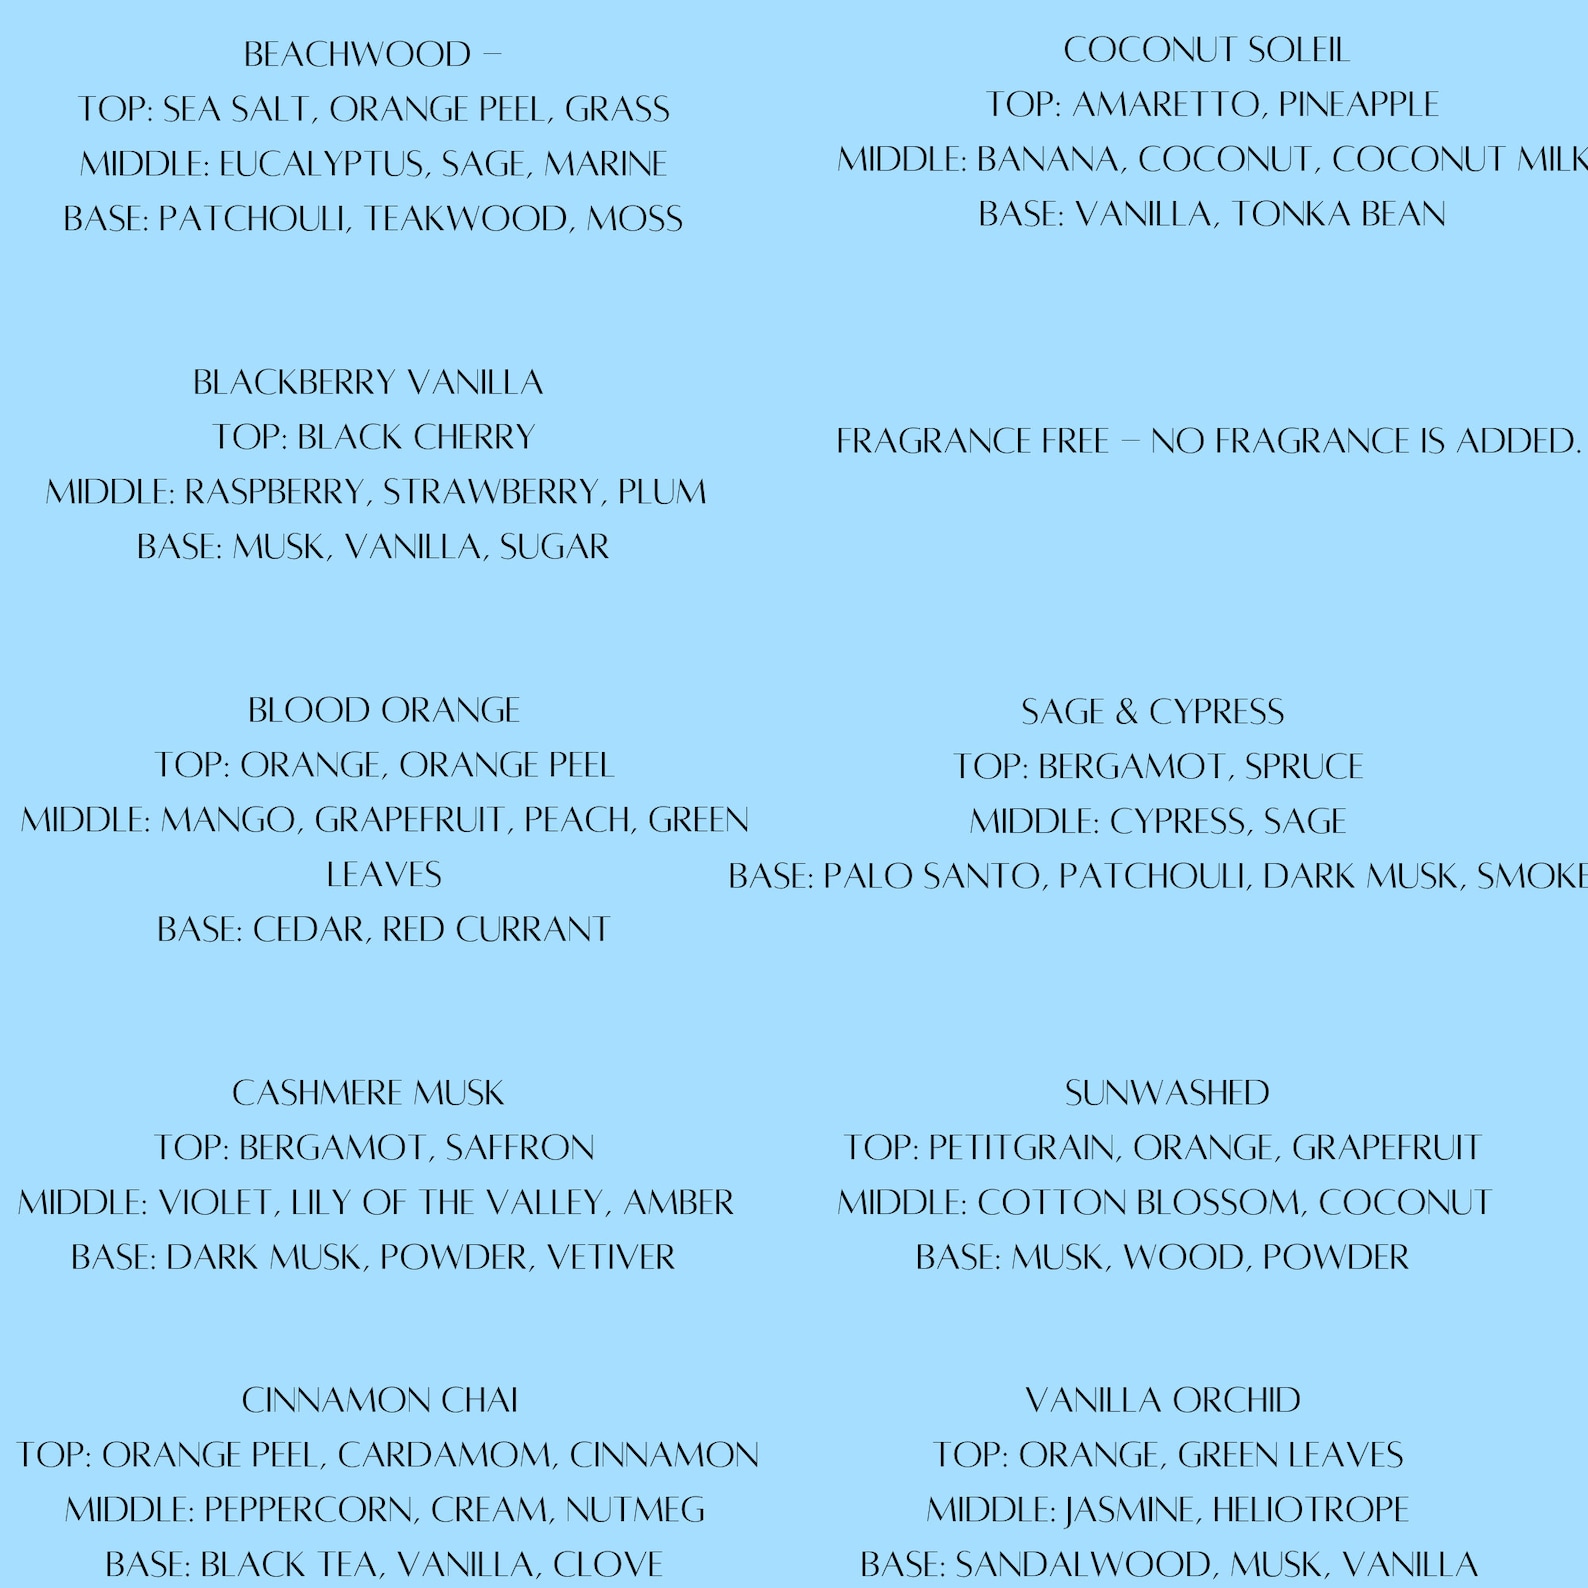 BEACHWOOD –
TOP: SEA SALT, ORANGE PEEL, GRASS
MIDDLE: EUCALYPTUS, SAGE, MARINE
BASE: PATCHOULI, TEAKWOOD, MOSS
BLACKBERRY VANILLA
TOP: BLACK CHERRY
MIDDLE: RASPBERRY, STRAWBERRY, PLUM
BASE: MUSK, VANILLA, SUGAR
BLOOD ORANGE
TOP: ORANGE, ORANGE PEEL
MIDDLE: MANGO, GRAPEFRUIT, PEACH, GREEN
LEAVES
BASE: CEDAR, RED CURRANT
CASHMERE MUSK
TOP: BERGAMOT, SAFFRON
MIDDLE: VIOLET, LILY OF THE VALLEY, AMBER
BASE: DARK MUSK, POWDER, VETIVER
CINNAMON CHAI
TOP: ORANGE PEEL, CARDAMOM, CINNAMON
MIDDLE: PEPPERCORN, CREAM, NUTMEG
BASE: BLACK TEA, VANILLA, CLOVE
COCONUT SOLEIL
TOP: AMARETTO, PINEAPPLE
MIDDLE: BANANA, COCONUT, COCONUT MILK
BASE: VANILLA, TONKA BEAN
FRAGRANCE FREE – NO FRAGRANCE IS ADDED.
SAGE & CYPRESS
TOP: BERGAMOT, SPRUCE
MIDDLE: CYPRESS, SAGE
BASE: PALO SANTO, PATCHOULI, DARK MUSK, SMOKE
SUNWASHED
TOP: PETITGRAIN, ORANGE, GRAPEFRUIT
MIDDLE: COTTON BLOSSOM, COCONUT
BASE: MUSK, WOOD, POWDER
VANILLA ORCHID
TOP: ORANGE, GREEN LEAVES
MIDDLE: JASMINE, HELIOTROPE
BASE: SANDALWOOD, MUSK, VANILLA